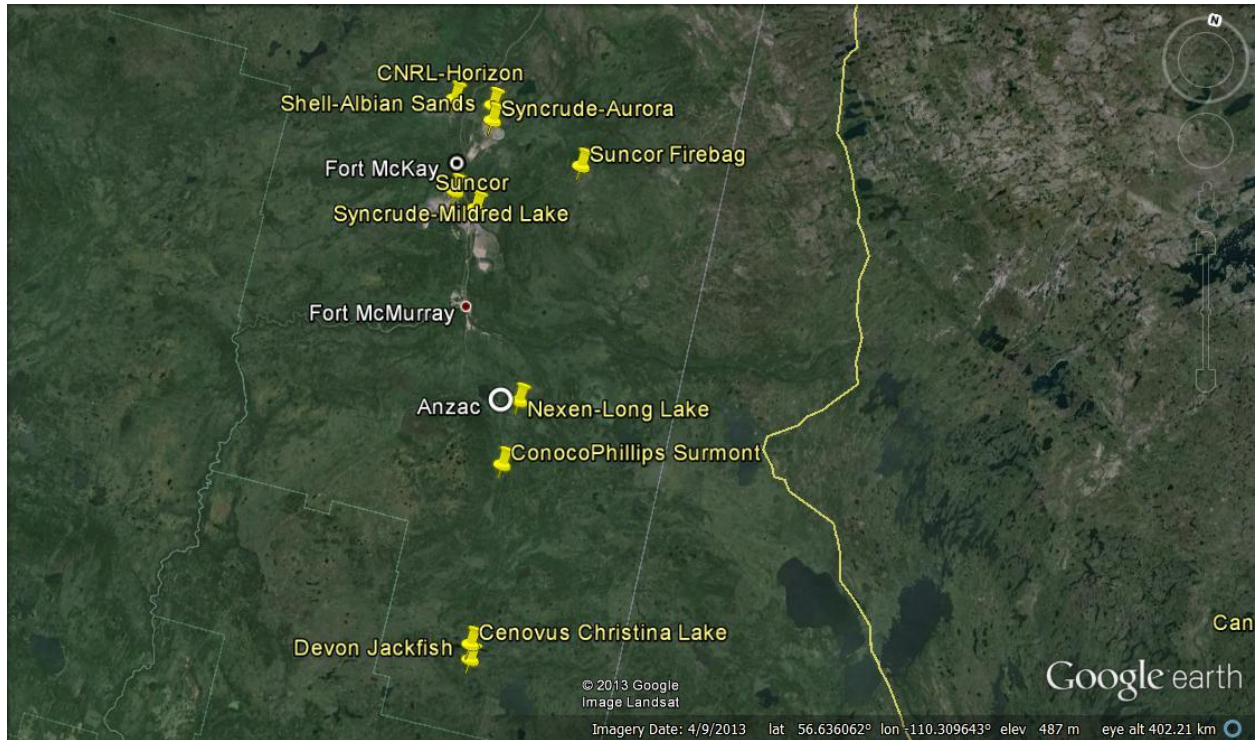 N
CNRL-Horizon
Shell-Albian Sands
Syncrude-Aurora
Suncor Firebag
Fort McKay
Suncor
Syncrude-Mildred Lake
Fort McMurray
Anzac
Nexen-Long Lake
ConocoPhillips Surmont
Cenovus Christina Lake
Devon Jackfish
Can
© 2013 Google
Image Landsat
Google earth
Imagery Date: 4/9/2013 lat 56.636062° lon -110.309643° elev 487 m eye alt 402.21 km